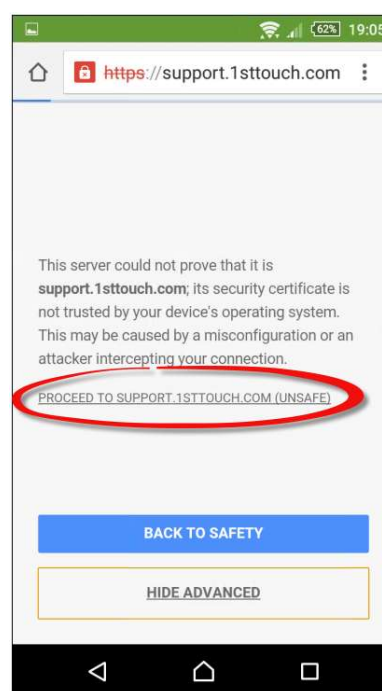 62% 19:05
https://support.1sttouch.com
This server could not prove that it is
support.1sttouch.com; its security certificate is
not trusted by your device's operating system.
This may be caused by a misconfiguration or an
attacker intercepting your connection.
PROCEED TO SUPPORT.1STTOUCH.COM (UNSAFE)
BACK TO SAFETY
HIDE ADVANCED